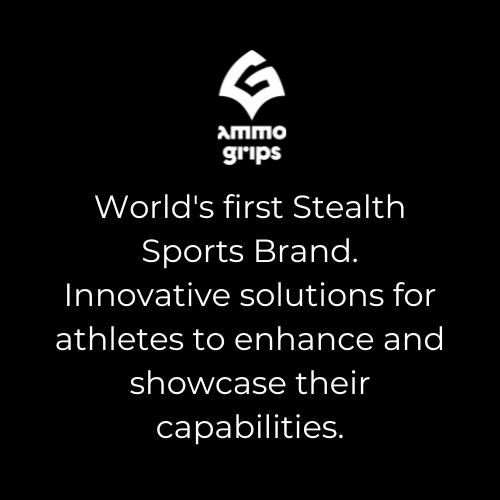 ammo
grips
World's first Stealth
Sports Brand.
Innovative solutions for
athletes to enhance and
showcase their
capabilities.